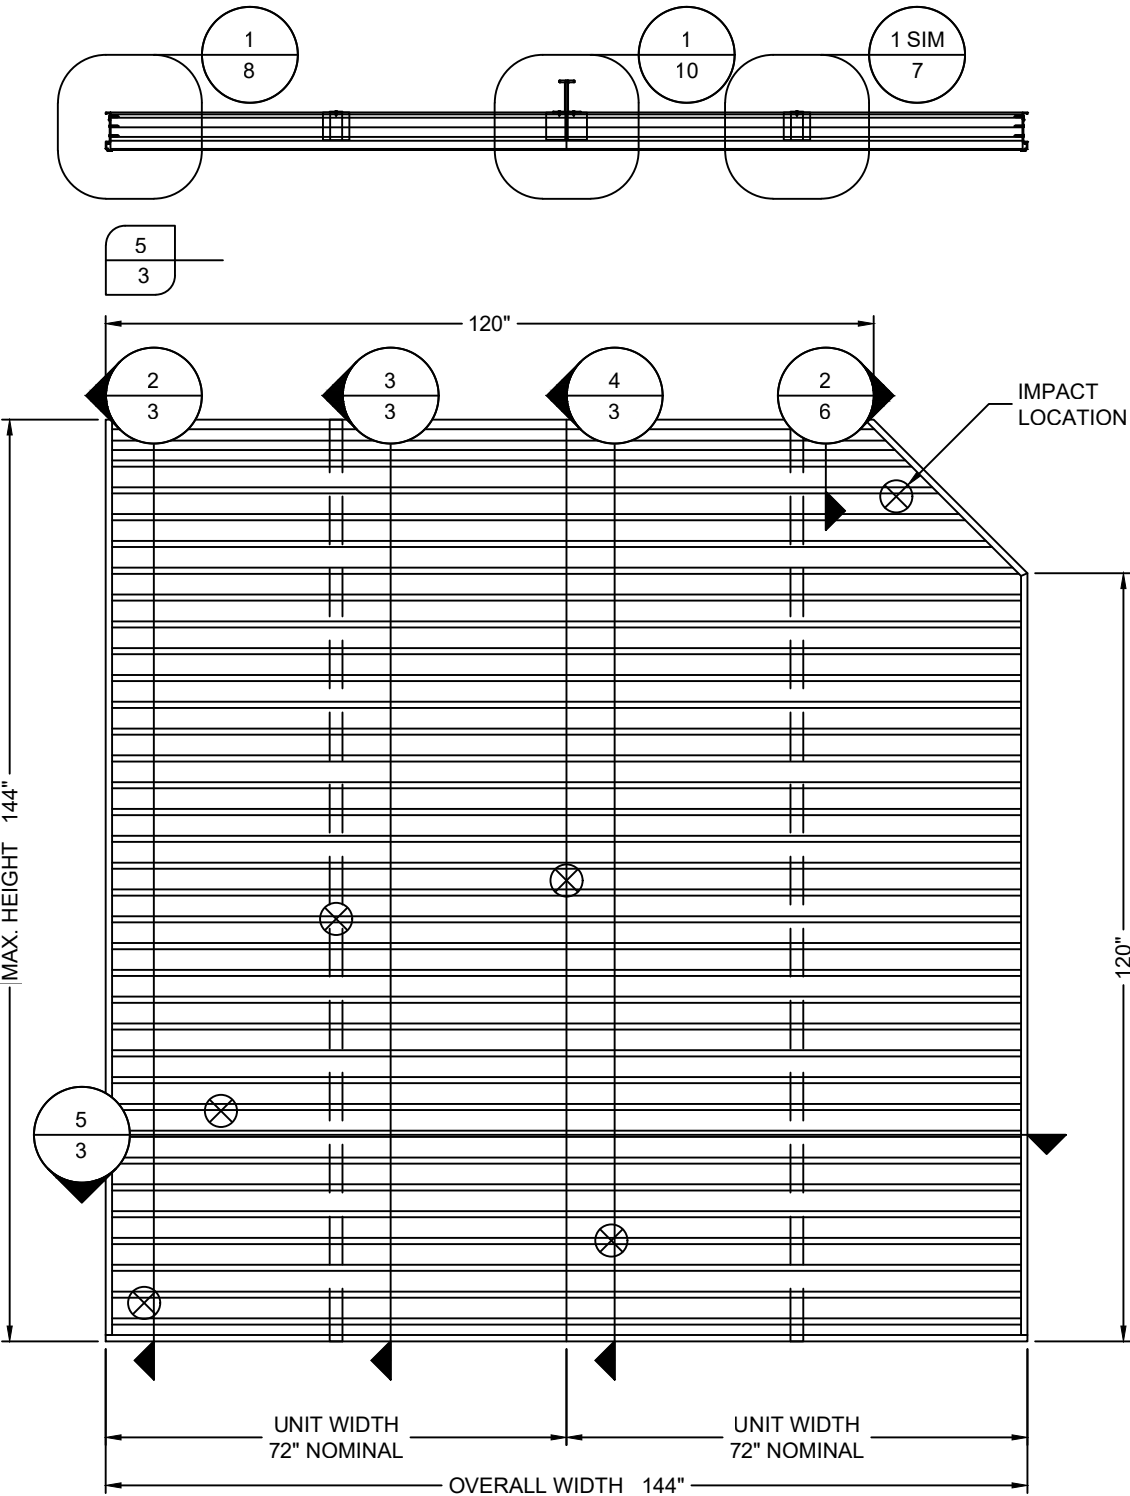 1
8
1
10
1 SIM
7
5
3
120"
2
3
3
3
4
3
2
6
IMPACT
LOCATION
MAX. HEIGHT 144"
120"
5
3
UNIT WIDTH
72" NOMINAL
UNIT WIDTH
72" NOMINAL
OVERALL WIDTH 144"